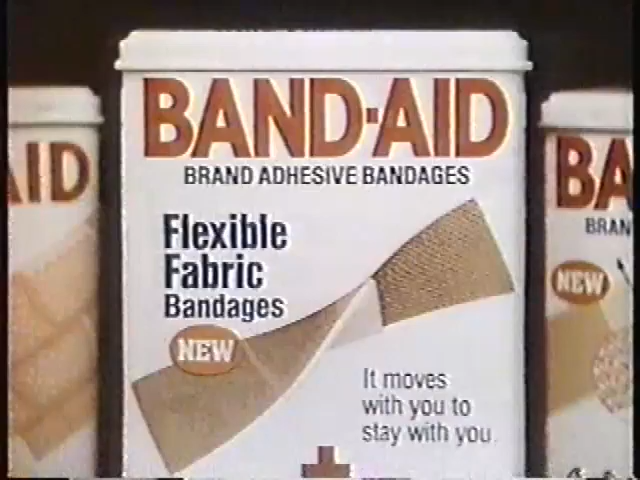 BAND-AID
BRAND ADHESIVE BANDAGES
Flexible
Fabric
Bandages
NEW
It moves
with you to
stay with you.
AID
BA
BRAN
NEW